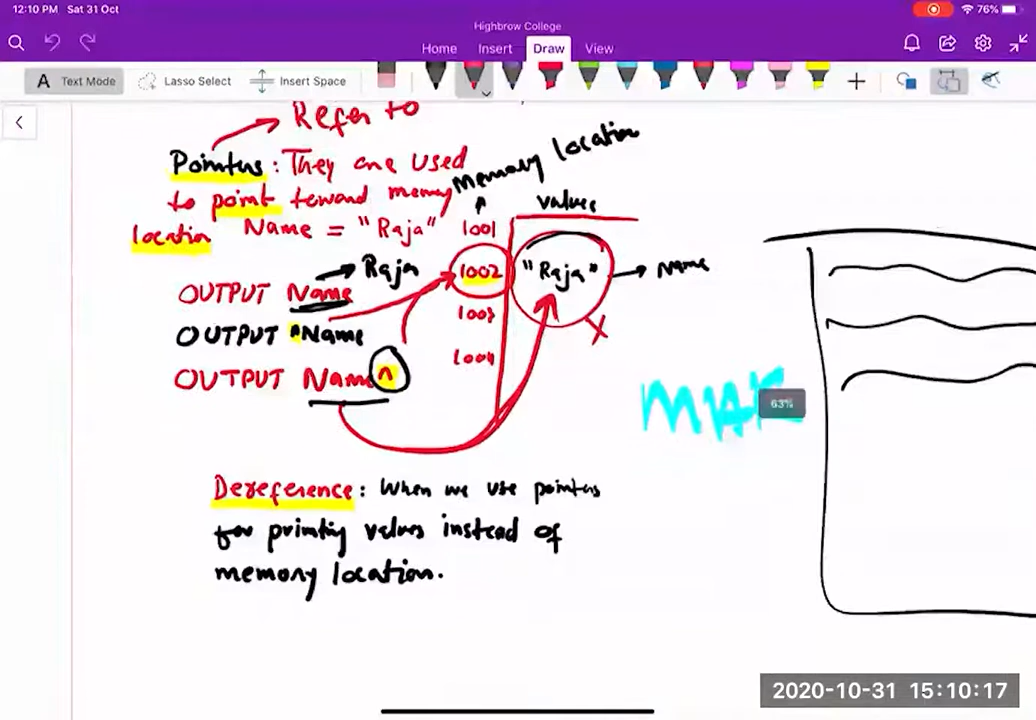 12:10 PM Sat 31 Oct
76%
Highbrow College
Home Insert Draw View
A Text Mode Lasso Select Insert Space
Refer to
Pointers : They are used
to point toward memory
location
Name = "Raja"
memory location
values
1001
1002 "Raja" → Name
1003
1004
OUTPUT Name → Raja
OUTPUT ^Name
OUTPUT Name^
X
63%
Dereference : When we use pointers
for printing values instead of
memory location.
2020-10-31 15:10:17